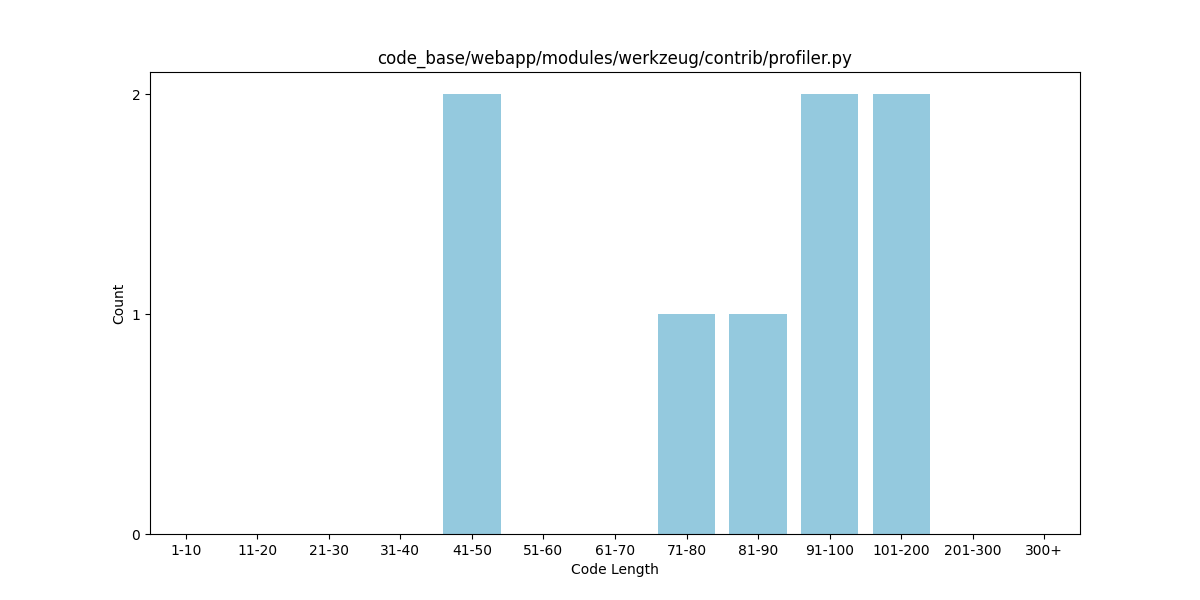 code_base/webapp/modules/werkzeug/contrib/profiler.py
2
1
0
Count
1-10 11-20 21-30 31-40 41-50 51-60 61-70 71-80 81-90 91-100 101-200 201-300 300+
Code Length